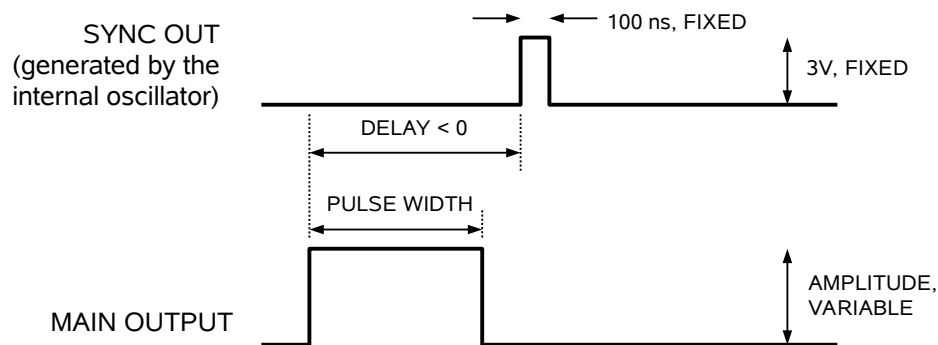 SYNC OUT
(generated by the
internal oscillator)
100 ns, FIXED
3V, FIXED
DELAY < 0
PULSE WIDTH
MAIN OUTPUT
AMPLITUDE,
VARIABLE